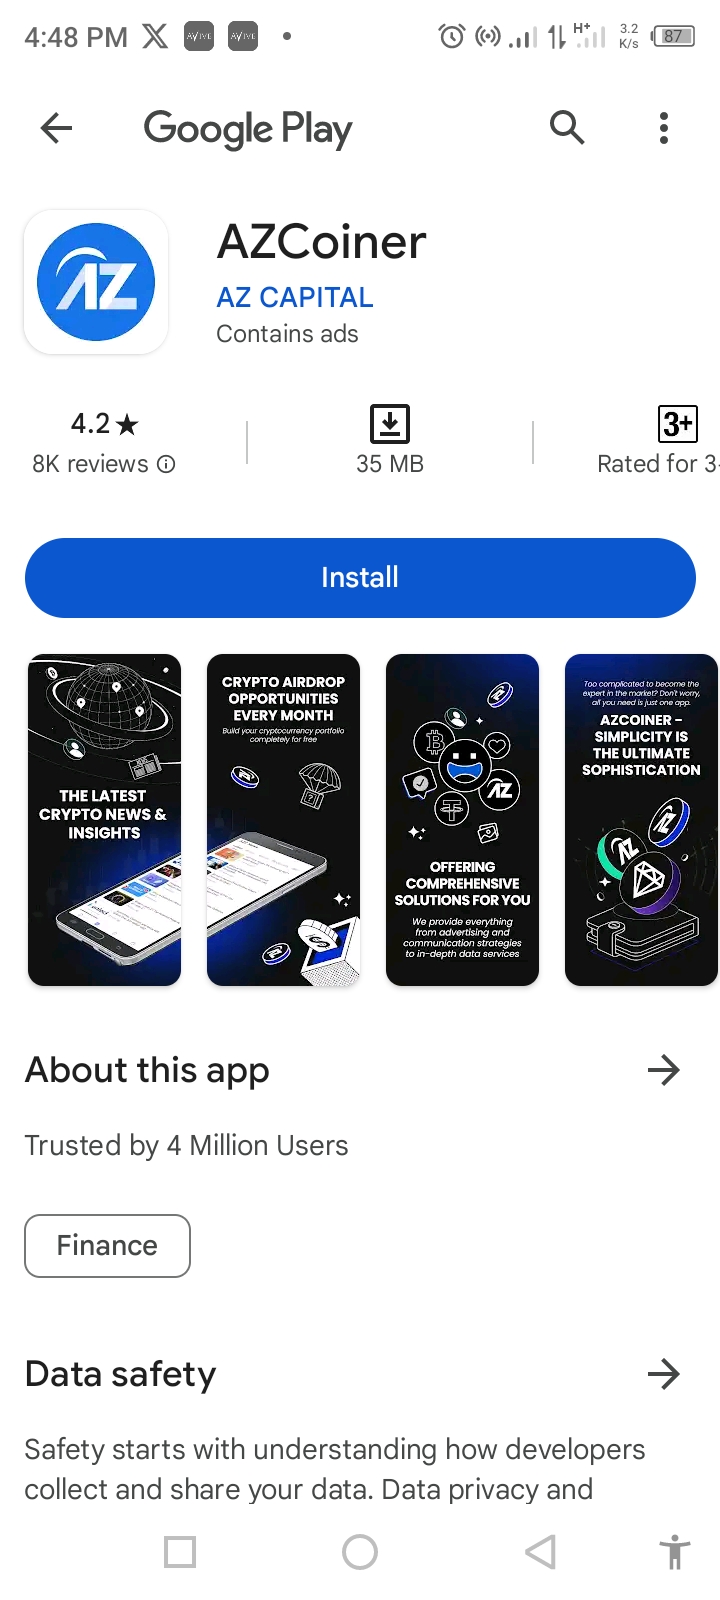 4:48 PM
AVIVE
AVIVE
H+
3.2
K/s
87
Google Play
AZ
AZCoiner
AZ CAPITAL
Contains ads
4.2★
8K reviews
35 MB
3+
Rated for 3
Install
THE LATEST
CRYPTO NEWS &
INSIGHTS
CRYPTO AIRDROP
OPPORTUNITIES
EVERY MONTH
Build your cryptocurrency portfolio
completely for free
AZ
OFFERING
COMPREHENSIVE
SOLUTIONS FOR YOU
We provide everything
from advertising and
communication strategies
to in-depth data services
Too complicated to become the
expert in the market? Don't worry,
all you need is just one app.
AZCOINER –
SIMPLICITY IS
THE ULTIMATE
SOPHISTICATION
AZ
AZ
About this app
Trusted by 4 Million Users
Finance
Data safety
Safety starts with understanding how developers
collect and share your data. Data privacy and